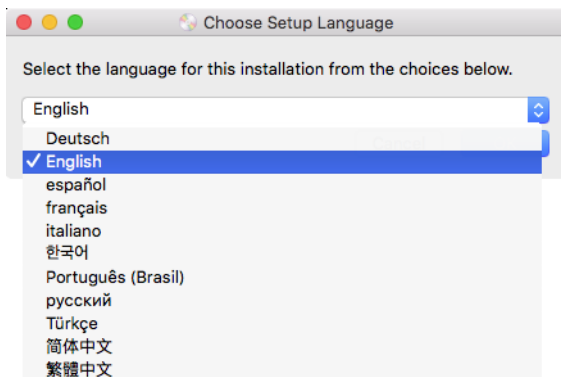 Choose Setup Language
Select the language for this installation from the choices below.
English
Deutsch
✓ English
español
français
italiano
한국어
Português (Brasil)
русский
Türkçe
简体中文
繁體中文